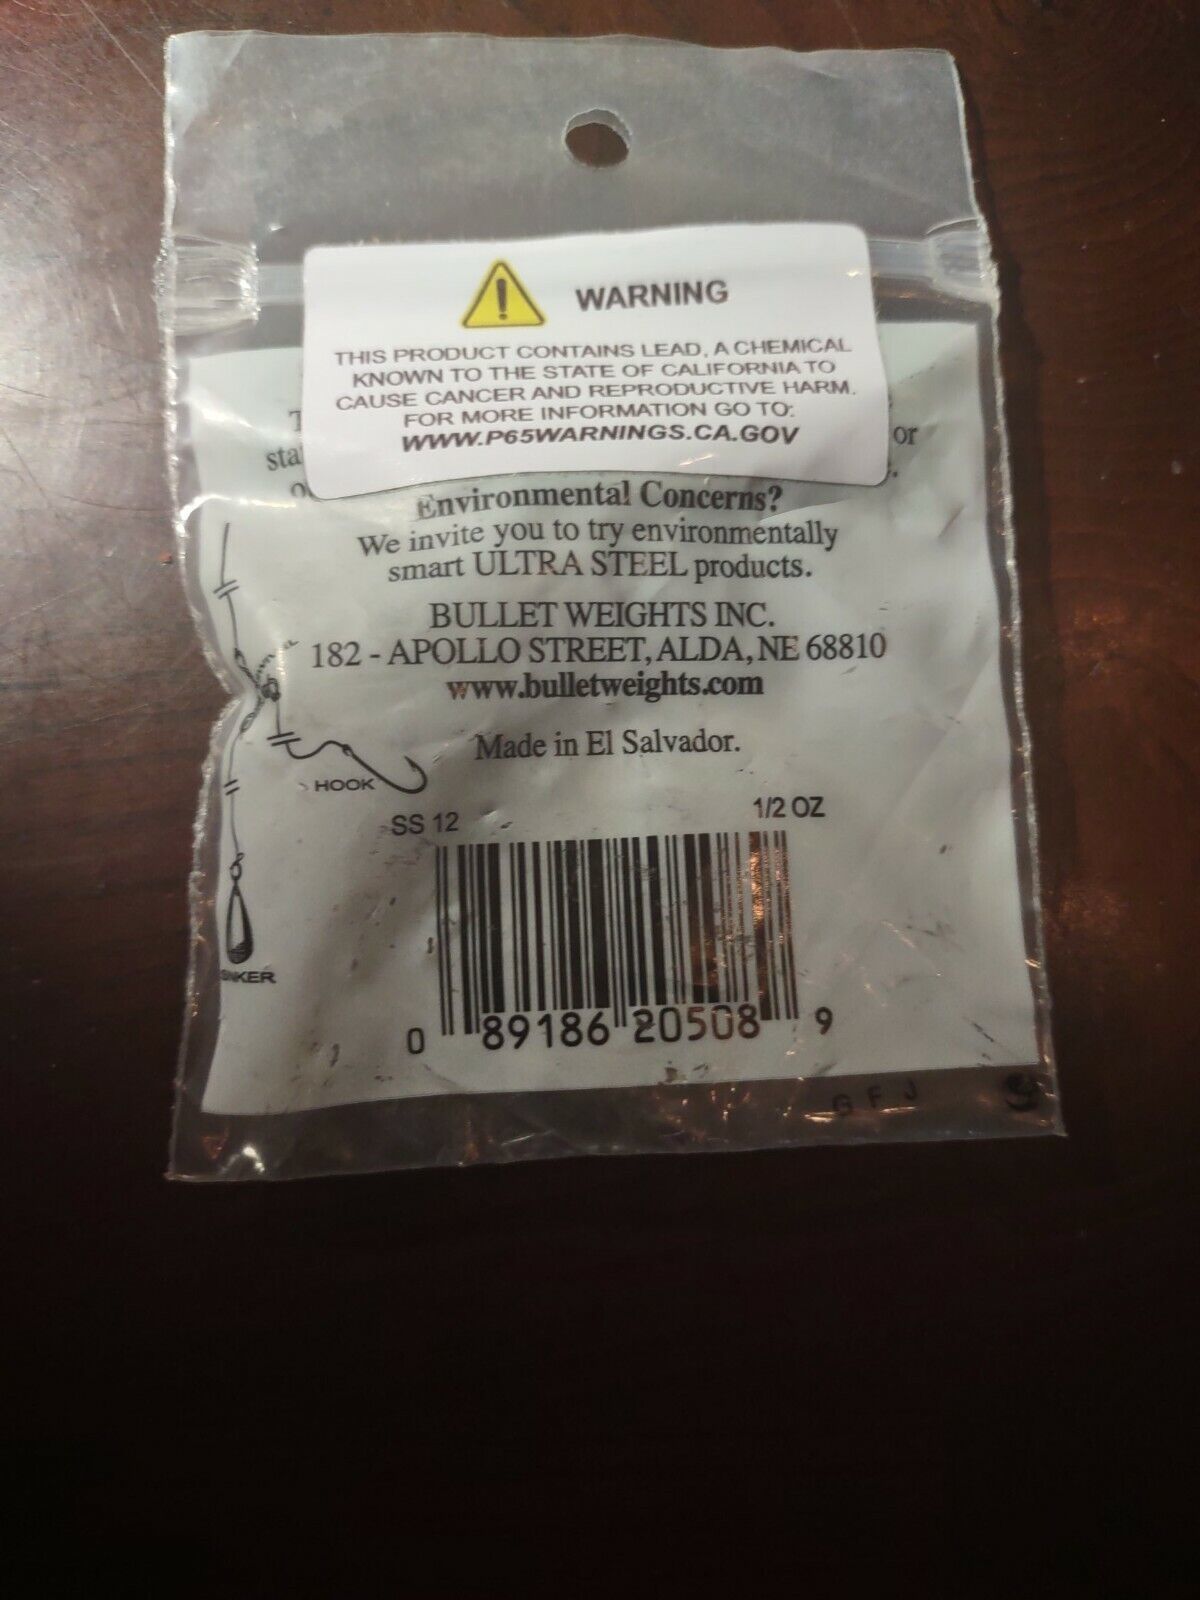 WARNING
THIS PRODUCT CONTAINS LEAD, A CHEMICAL
KNOWN TO THE STATE OF CALIFORNIA TO
CAUSE CANCER AND REPRODUCTIVE HARM.
FOR MORE INFORMATION GO TO:
WWW.P65WARNINGS.CA.GOV
or
Environmental Concerns?
We invite you to try environmentally
smart ULTRA STEEL products.
BULLET WEIGHTS INC.
182 - APOLLO STREET, ALDA, NE 68810
www.bulletweights.com
Made in El Salvador.
HOOK
SS 12 1/2 OZ
0 89186 20508 9
G F J